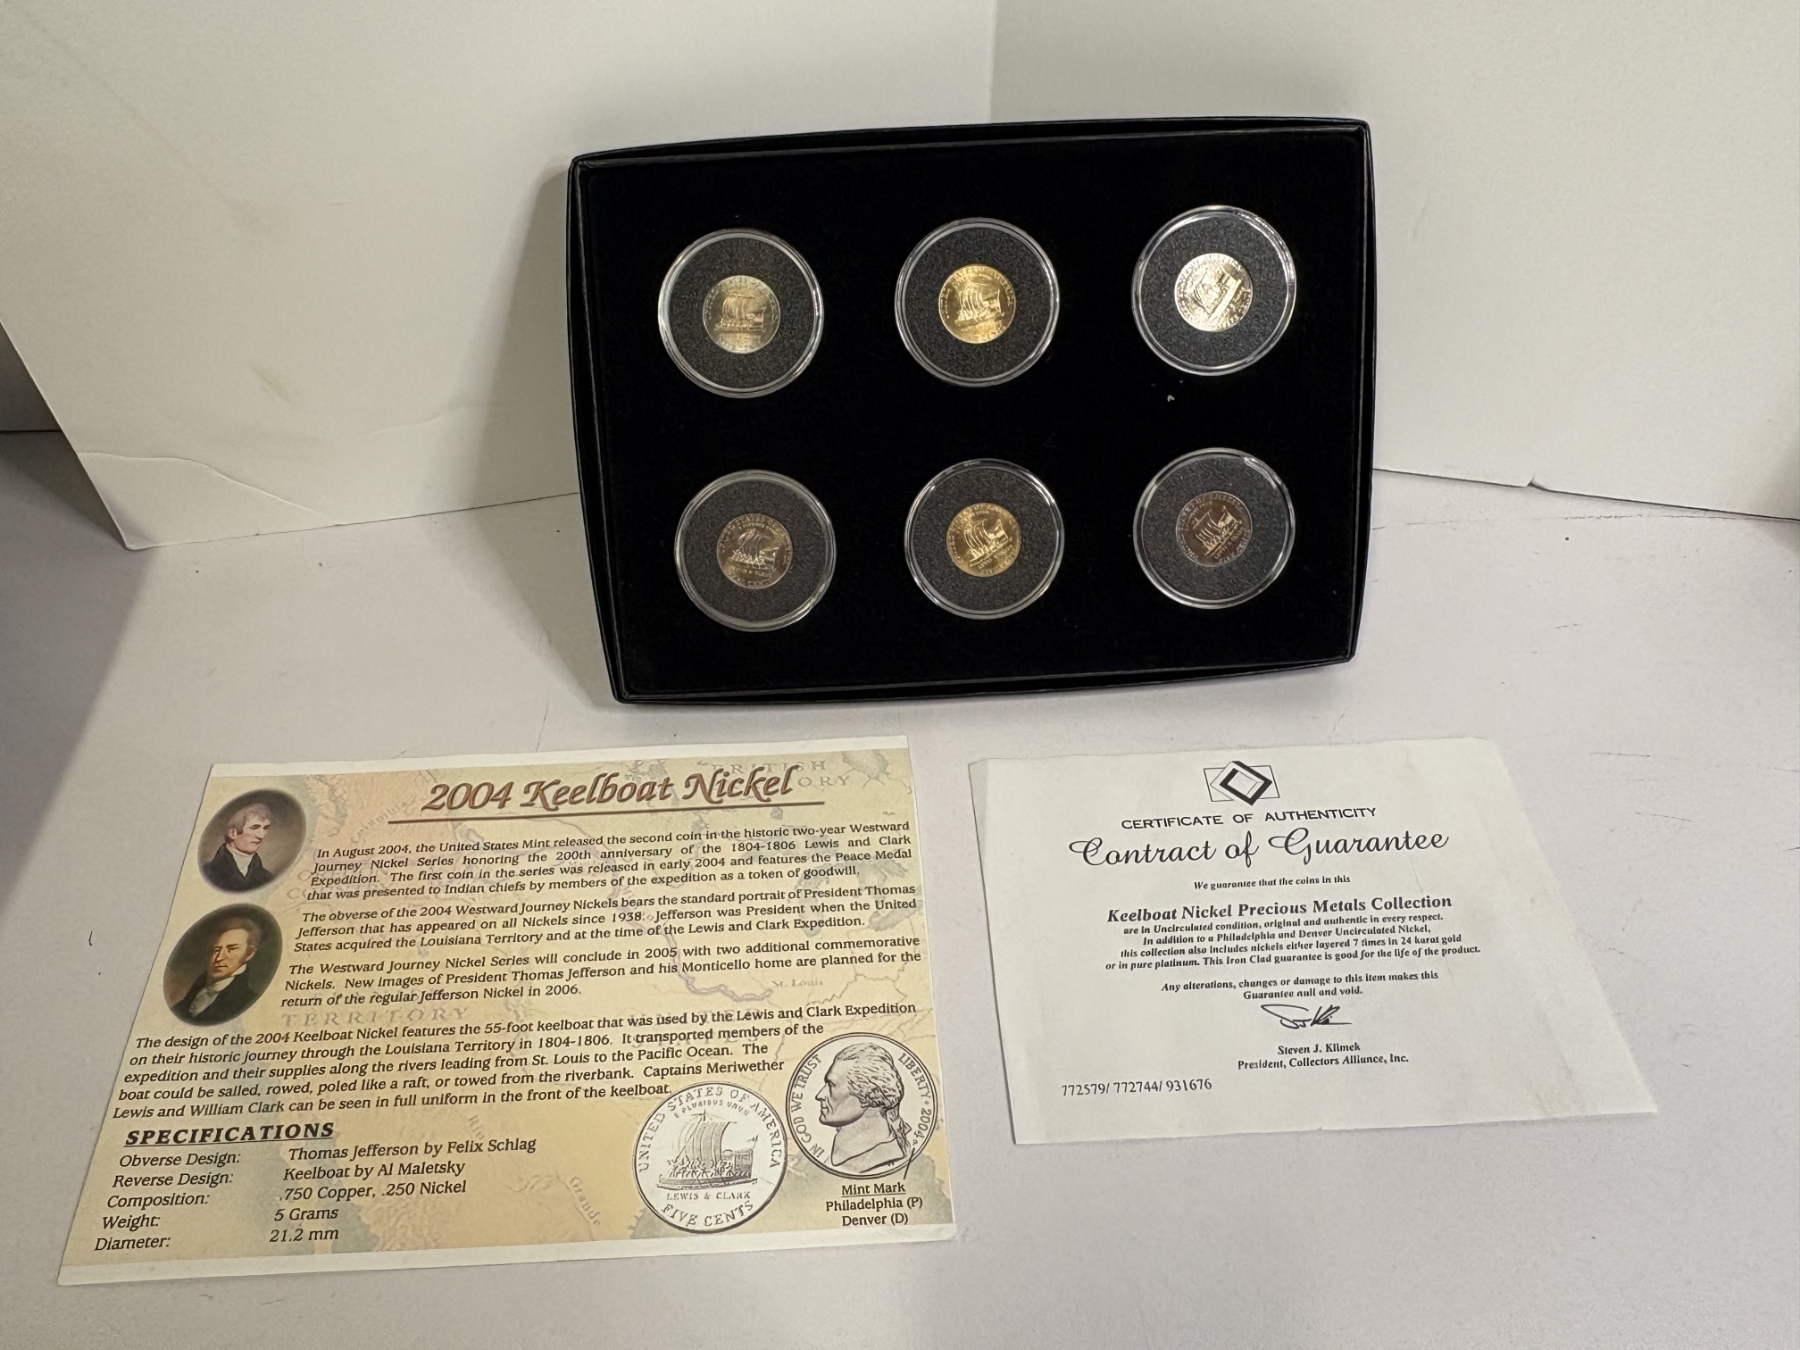 2004 Keelboat Nickel
In August 2004, the United States Mint released the second coin in the historic two-year Westward
Journey Nickel Series honoring the 200th anniversary of the 1804-1806 Lewis and Clark
Expedition. The first coin in the series was released in early 2004 and features the Peace Medal
that was presented to Indian chiefs by members of the expedition as a token of goodwill.
The obverse of the 2004 Westward Journey Nickels bears the standard portrait of President Thomas
Jefferson that has appeared on all Nickels since 1938. Jefferson was President when the United
States acquired the Louisiana Territory and at the time of the Lewis and Clark Expedition.
The Westward Journey Nickel Series will conclude in 2005 with two additional commemorative
Nickels. New images of President Thomas Jefferson and his Monticello home are planned for the
return of the regular Jefferson Nickel in 2006.
St. Louis
TERRITORY
The design of the 2004 Keelboat Nickel features the 55-foot keelboat that was used by the Lewis and Clark Expedition
on their historic journey through the Louisiana Territory in 1804-1806. It transported members of the
expedition and their supplies along the rivers leading from St. Louis to the Pacific Ocean. The
boat could be sailed, rowed, poled like a raft, or towed from the riverbank. Captains Meriwether
Lewis and William Clark can be seen in full uniform in the front of the keelboat.
SPECIFICATIONS
Obverse Design: Thomas Jefferson by Felix Schlag
Reverse Design: Keelboat by Al Maletsky
Composition: .750 Copper, .250 Nickel
Weight: 5 Grams
Diameter: 21.2 mm
UNITED STATES OF AMERICA
E PLURIBUS UNUM
LEWIS & CLARK
FIVE CENTS
IN GOD WE TRUST
LIBERTY 2004
Mint Mark
Philadelphia (P)
Denver (D)
CERTIFICATE OF AUTHENTICITY
Contract of Guarantee
We guarantee that the coins in this
Keelboat Nickel Precious Metals Collection
are in Uncirculated condition, original and authentic in every respect.
In addition to a Philadelphia and Denver Uncirculated Nickel,
this collection also includes nickels either layered 7 times in 24 karat gold
or in pure platinum. This Iron Clad guarantee is good for the life of the product.
Any alterations, changes or damage to this item makes this
Guarantee null and void.
Steven J. Klimek
President, Collectors Alliance, Inc.
772579/ 772744/ 931676